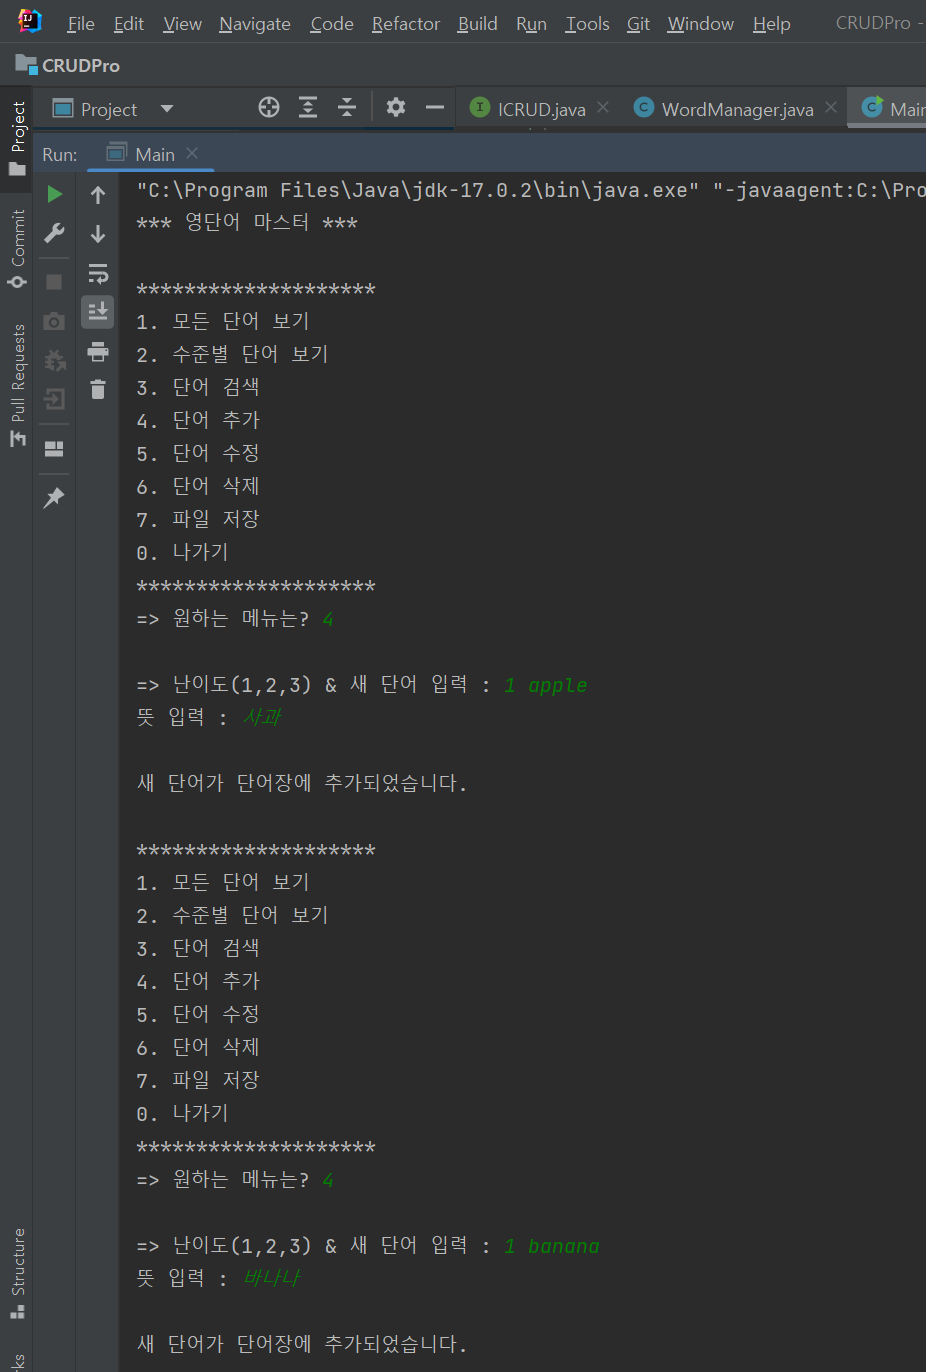 File Edit View Navigate Code Refactor Build Run Tools Git Window Help CRUDPro -
CRUDPro
Project ICRUD.java WordManager.java Main
Run: Main
Project
Commit
Pull Requests
Structure
"C:\Program Files\Java\jdk-17.0.2\bin\java.exe" "-javaagent:C:\Pro
*** 영단어 마스터 ***
********************
1. 모든 단어 보기
2. 수준별 단어 보기
3. 단어 검색
4. 단어 추가
5. 단어 수정
6. 단어 삭제
7. 파일 저장
0. 나가기
********************
=> 원하는 메뉴는? 4
=> 난이도(1,2,3) & 새 단어 입력 : 1 apple
뜻 입력 : 사과
새 단어가 단어장에 추가되었습니다.
********************
1. 모든 단어 보기
2. 수준별 단어 보기
3. 단어 검색
4. 단어 추가
5. 단어 수정
6. 단어 삭제
7. 파일 저장
0. 나가기
********************
=> 원하는 메뉴는? 4
=> 난이도(1,2,3) & 새 단어 입력 : 1 banana
뜻 입력 : 바나나
새 단어가 단어장에 추가되었습니다.